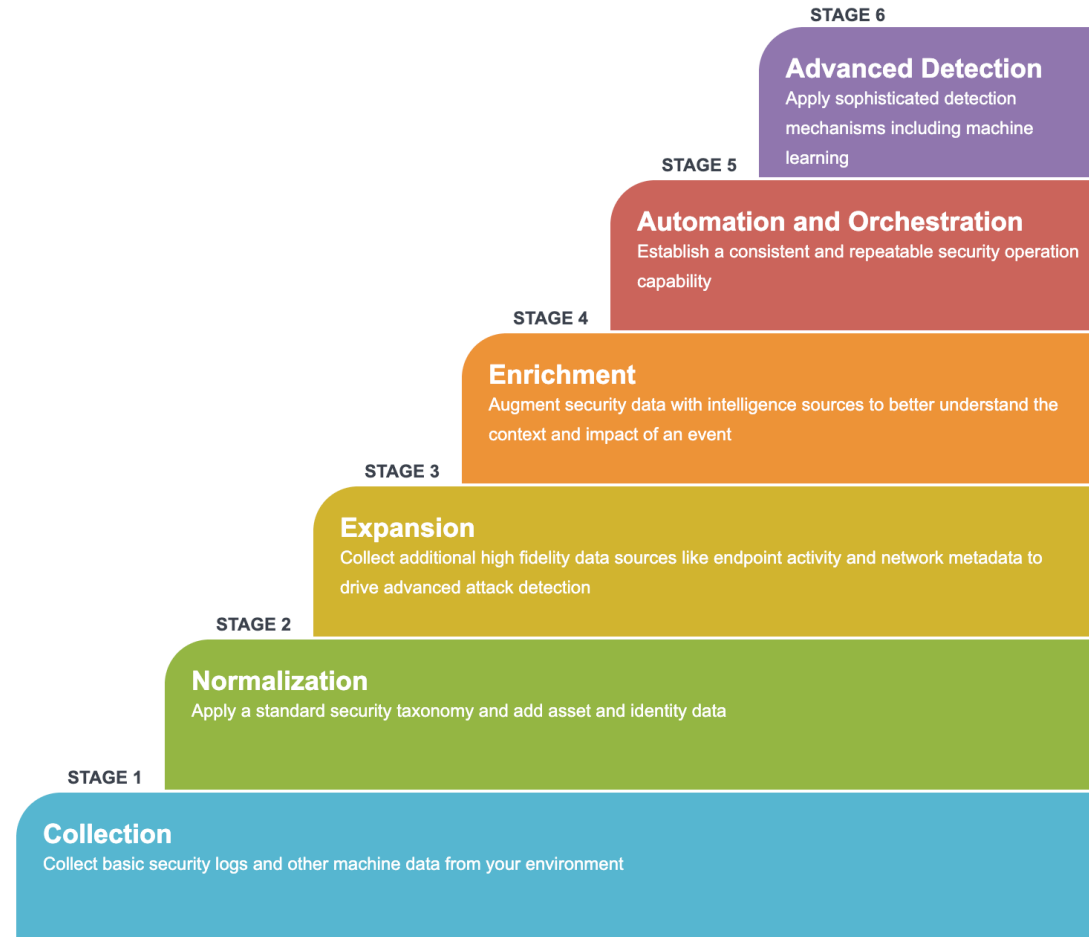 STAGE 6
Advanced Detection
Apply sophisticated detection
mechanisms including machine
learning
STAGE 5
Automation and Orchestration
Establish a consistent and repeatable security operation
capability
STAGE 4
Enrichment
Augment security data with intelligence sources to better understand the
context and impact of an event
STAGE 3
Expansion
Collect additional high fidelity data sources like endpoint activity and network metadata to
drive advanced attack detection
STAGE 2
Normalization
Apply a standard security taxonomy and add asset and identity data
STAGE 1
Collection
Collect basic security logs and other machine data from your environment